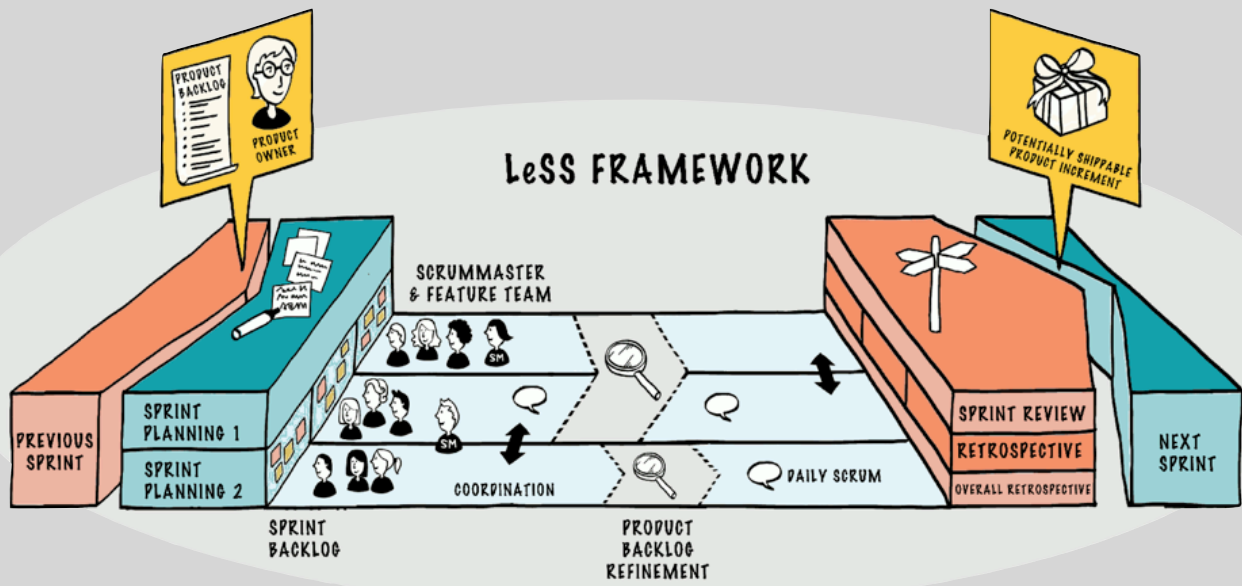 PRODUCT
BACKLOG
PRODUCT
OWNER
LeSS FRAMEWORK
POTENTIALLY SHIPPABLE
PRODUCT INCREMENT
SCRUMMASTER
& FEATURE TEAM
SM
SM
PREVIOUS
SPRINT
SPRINT
PLANNING 1
SPRINT
PLANNING 2
COORDINATION
DAILY SCRUM
SPRINT REVIEW
RETROSPECTIVE
OVERALL RETROSPECTIVE
NEXT
SPRINT
SPRINT
BACKLOG
PRODUCT
BACKLOG
REFINEMENT